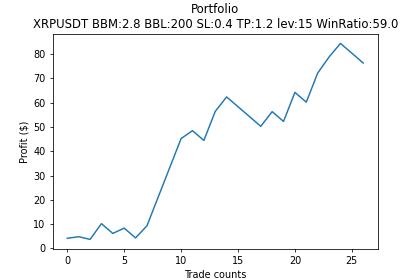 Portfolio
XRPUSDT BBM:2.8 BBL:200 SL:0.4 TP:1.2 lev:15 WinRatio:59.0
80
70
60
50
40
30
20
10
0
Profit ($)
0 5 10 15 20 25
Trade counts